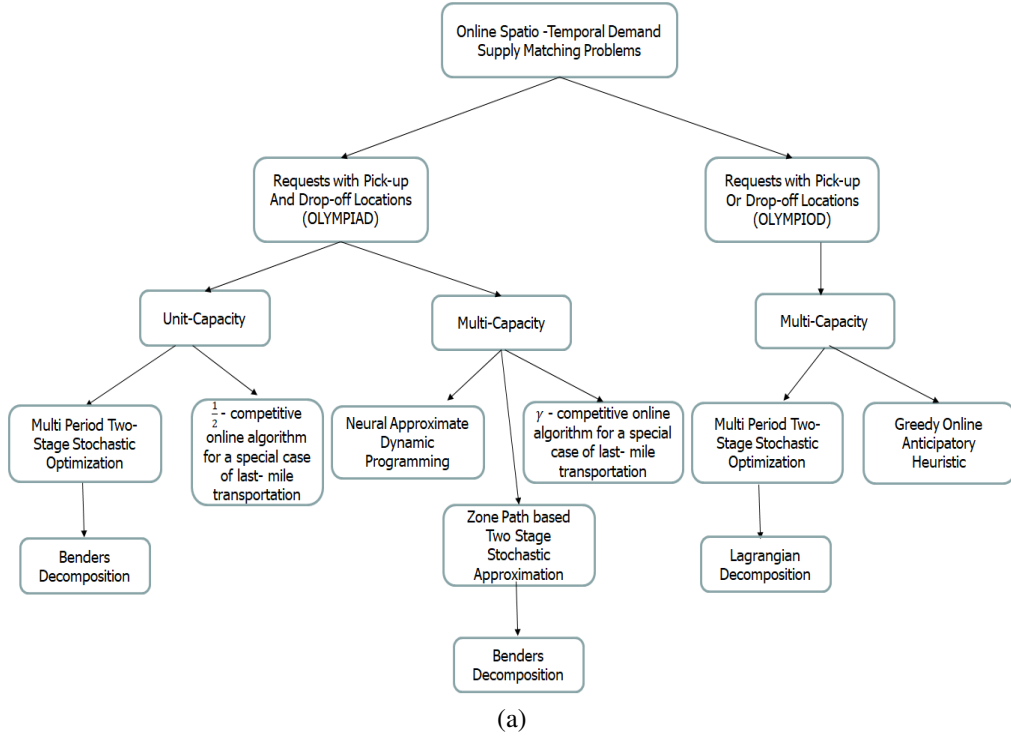 Online Spatio -Temporal Demand
Supply Matching Problems
Requests with Pick-up
And Drop-off Locations
(OLYMPIAD)
Requests with Pick-up
Or Drop-off Locations
(OLYMPIOD)
Unit-Capacity
Multi-Capacity
Multi-Capacity
Multi Period Two-
Stage Stochastic
Optimization
1/2 - competitive
online algorithm
for a special case
of last- mile
transportation
Neural Approximate
Dynamic
Programming
γ - competitive online
algorithm for a special
case of last- mile
transportation
Multi Period Two-
Stage Stochastic
Optimization
Greedy Online
Anticipatory
Heuristic
Benders
Decomposition
Zone Path based
Two Stage
Stochastic
Approximation
Lagrangian
Decomposition
Benders
Decomposition
(a)